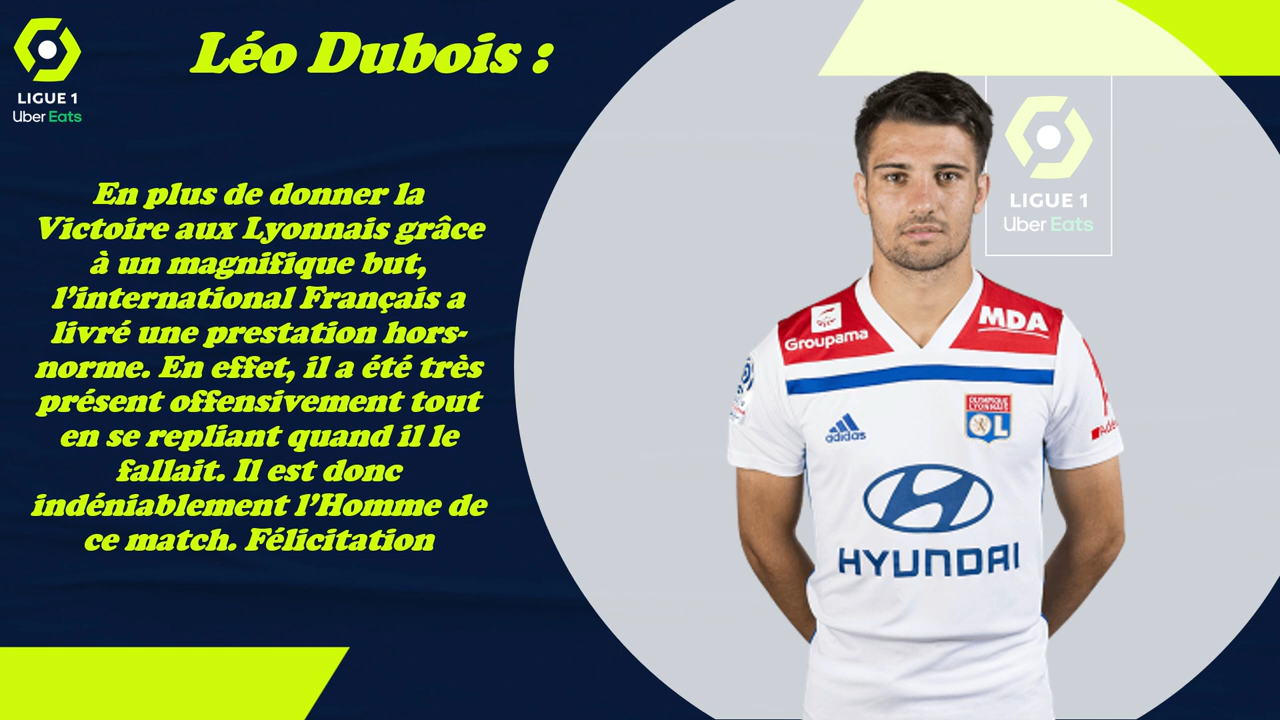 LIGUE 1
Uber Eats
Léo Dubois :
En plus de donner la
Victoire aux Lyonnais grâce
à un magnifique but,
l'international Français a
livré une prestation hors-
norme. En effet, il a été très
présent offensivement tout
en se repliant quand il le
fallait. Il est donc
indéniablement l'Homme de
ce match. Félicitation
LIGUE 1
Uber Eats
Groupama
MDA
adidas
OLYMPIQUE
LYONNAIS
OL
HYUNDAI